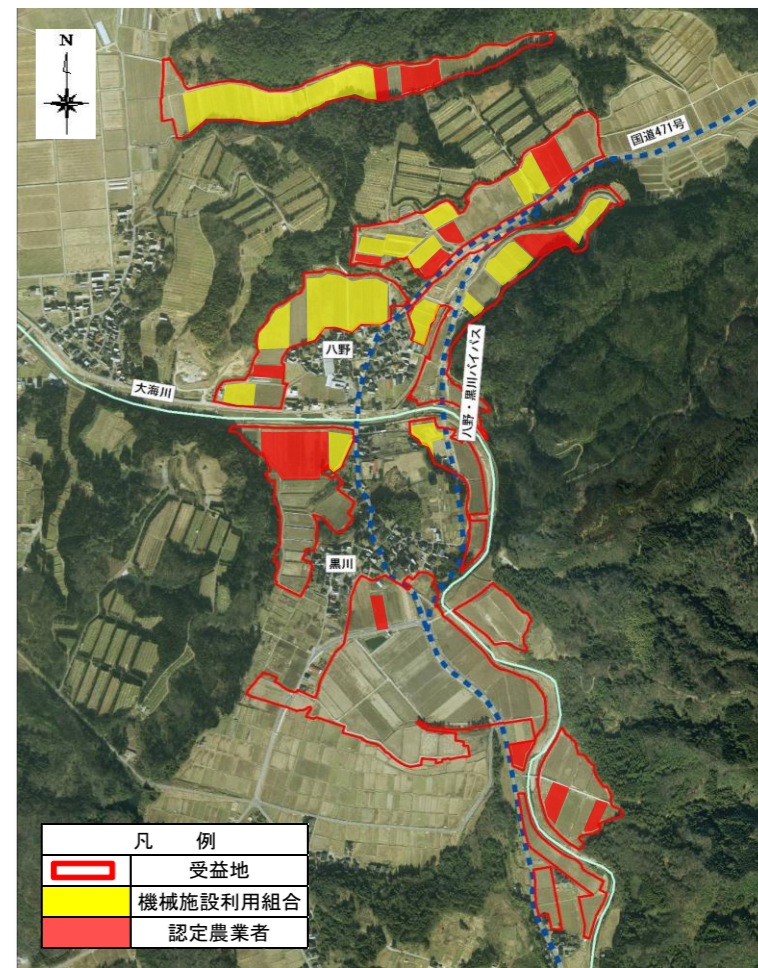 N
国道471号
八野・黒川バイパス
八野
大海川
黒川
凡 例
受益地
機械施設利用組合
認定農業者